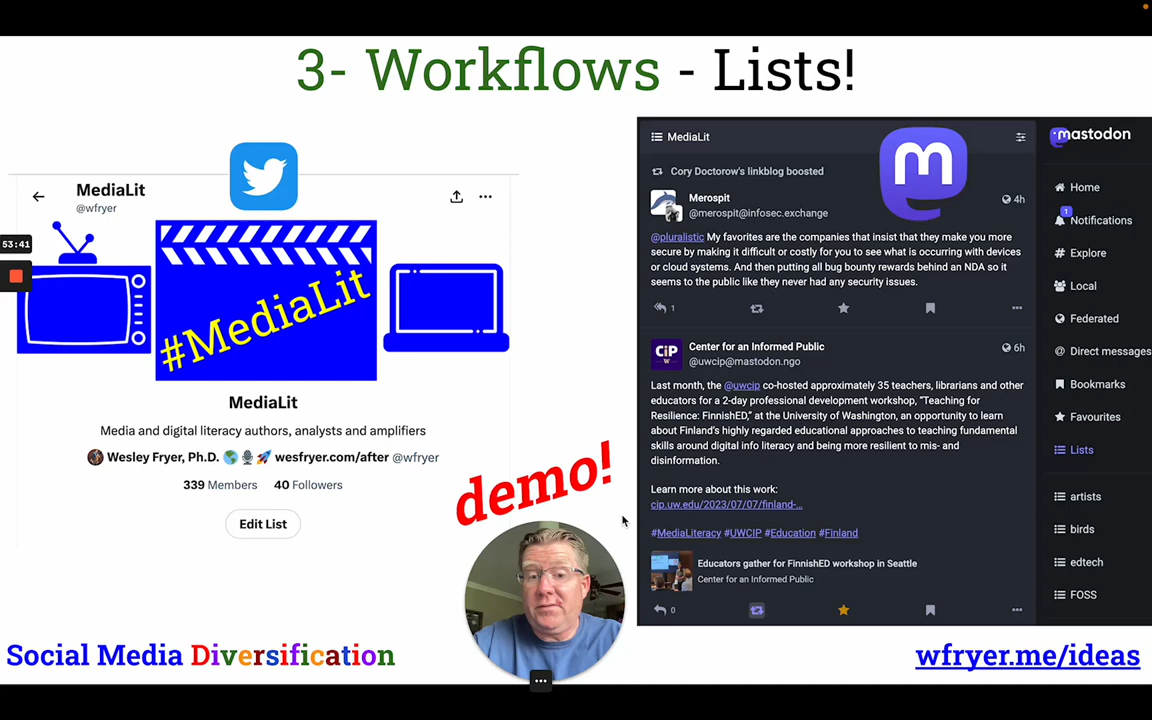 3- Workflows - Lists!
MediaLit
@wfryer
53:41
#MediaLit
MediaLit
Media and digital literacy authors, analysts and amplifiers
Wesley Fryer, Ph.D. 🌎🎙️🚀 wesfryer.com/after @wfryer
339 Members 40 Followers
Edit List
demo!
MediaLit
Cory Doctorow's linkblog boosted
Merospit
@merospit@infosec.exchange
4h
@pluralistic My favorites are the companies that insist that they make you more
secure by making it difficult or costly for you to see what is occurring with devices
or cloud systems. And then putting all bug bounty rewards behind an NDA so it
seems to the public like they never had any security issues.
1
CiP
Center for an Informed Public
@uwcip@mastodon.ngo
6h
Last month, the @uwcip co-hosted approximately 35 teachers, librarians and other
educators for a 2-day professional development workshop, “Teaching for
Resilience: FinnishED,” at the University of Washington, an opportunity to learn
about Finland’s highly regarded educational approaches to teaching fundamental
skills around digital info literacy and being more resilient to mis- and
disinformation.
Learn more about this work:
cip.uw.edu/2023/07/07/finland-…
#MediaLiteracy #UWCIP #Education #Finland
Educators gather for FinnishED workshop in Seattle
Center for an Informed Public
0
mastodon
Home
1
Notifications
Explore
Local
Federated
@ Direct messages
Bookmarks
Favourites
Lists
artists
birds
edtech
FOSS
Social Media Diversification
wfryer.me/ideas